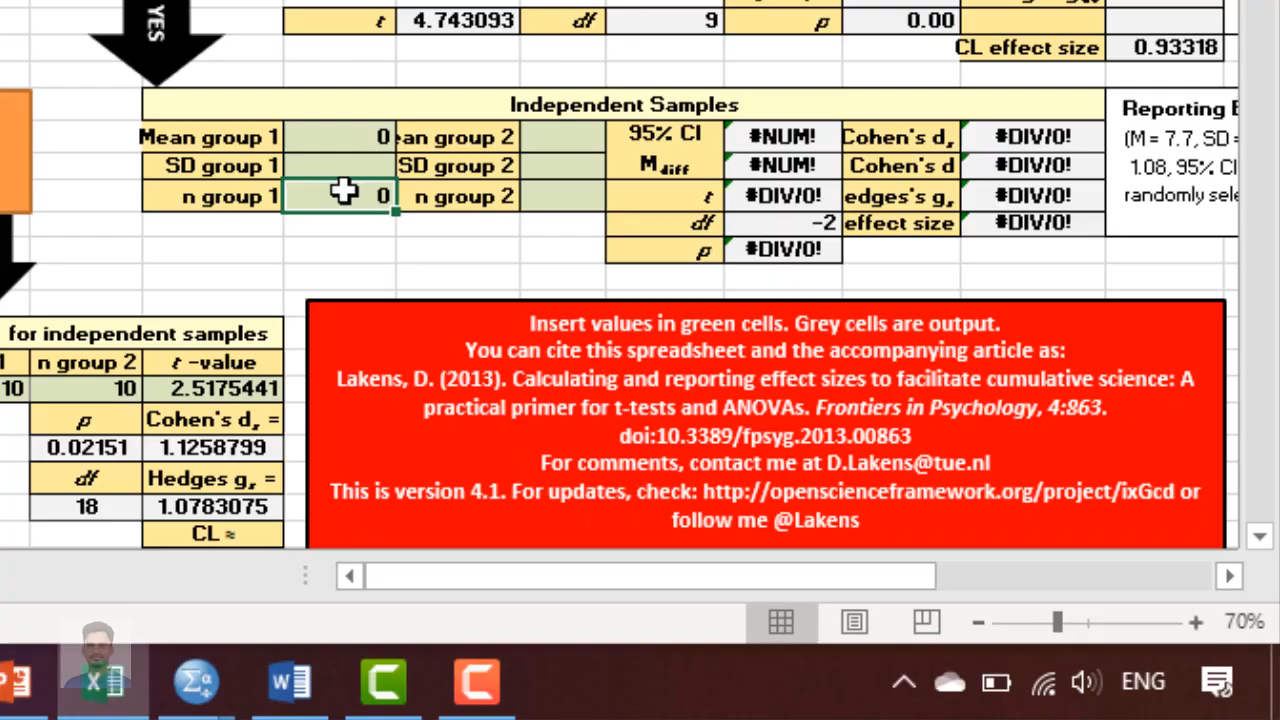 YES
t 4.743093 df 9 p 0.00
CL effect size 0.93318
Independent Samples
Mean group 1 0 ean group 2 95% CI #NUM! Cohen's ds #DIV/0!
SD group 1 SD group 2 Mdiff #NUM! Cohen's d #DIV/0!
n group 1 0 n group 2 t #DIV/0! edges's gs #DIV/0!
df -2 effect size #DIV/0!
p #DIV/0!
Reporting E
(M = 7.7, SD =
1.08, 95% CI
randomly sele
for independent samples
1 n group 2 t -value
10 10 2.5175441
p Cohen's ds =
0.02151 1.1258799
df Hedges gs =
18 1.0783075
CL ≈
Insert values in green cells. Grey cells are output.
You can cite this spreadsheet and the accompanying article as:
Lakens, D. (2013). Calculating and reporting effect sizes to facilitate cumulative science: A
practical primer for t-tests and ANOVAs. Frontiers in Psychology, 4:863.
doi:10.3389/fpsyg.2013.00863
For comments, contact me at D.Lakens@tue.nl
This is version 4.1. For updates, check: http://openscienceframework.org/project/ixGcd or
follow me @Lakens
70%
ENG